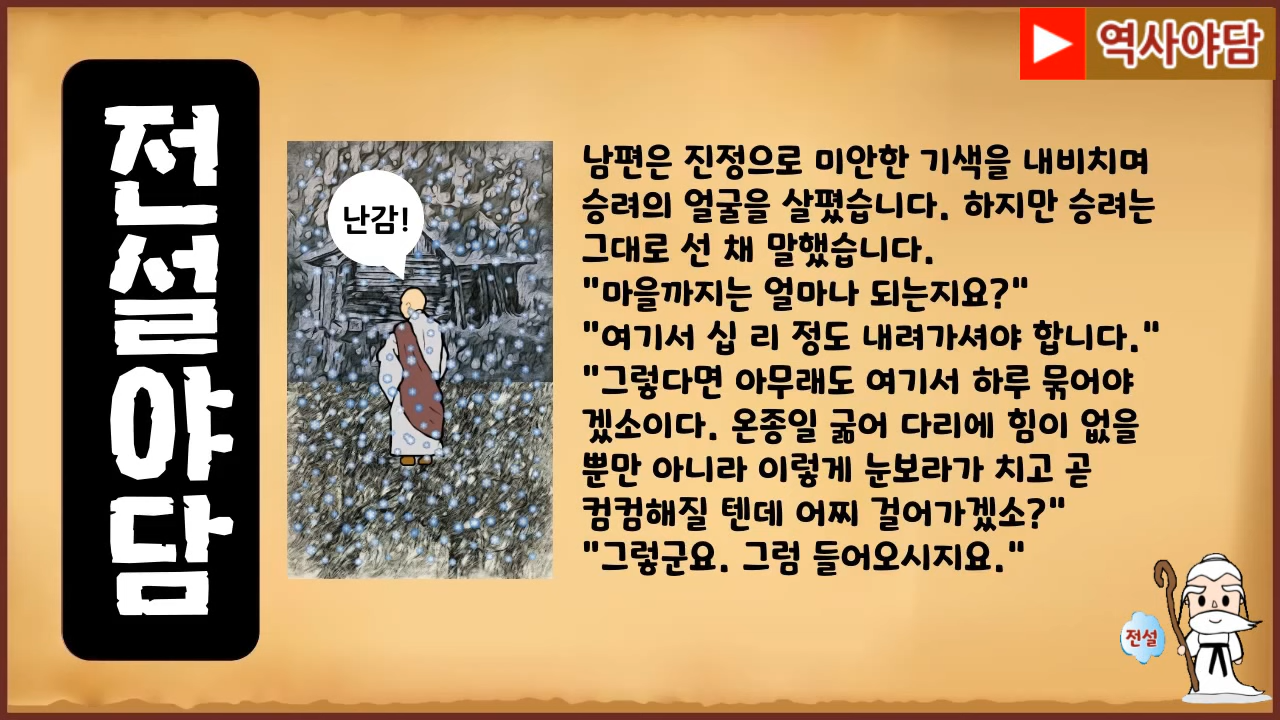 역사야담
전설야담
난감!
남편은 진정으로 미안한 기색을 내비치며
승려의 얼굴을 살폈습니다. 하지만 승려는
그대로 선 채 말했습니다.
"마을까지는 얼마나 되는지요?"
"여기서 십 리 정도 내려가셔야 합니다."
"그렇다면 아무래도 여기서 하루 묶어야
겠소이다. 온종일 굶어 다리에 힘이 없을
뿐만 아니라 이렇게 눈보라가 치고 곧
컴컴해질 텐데 어찌 걸어가겠소?"
"그렇군요. 그럼 들어오시지요."
전설